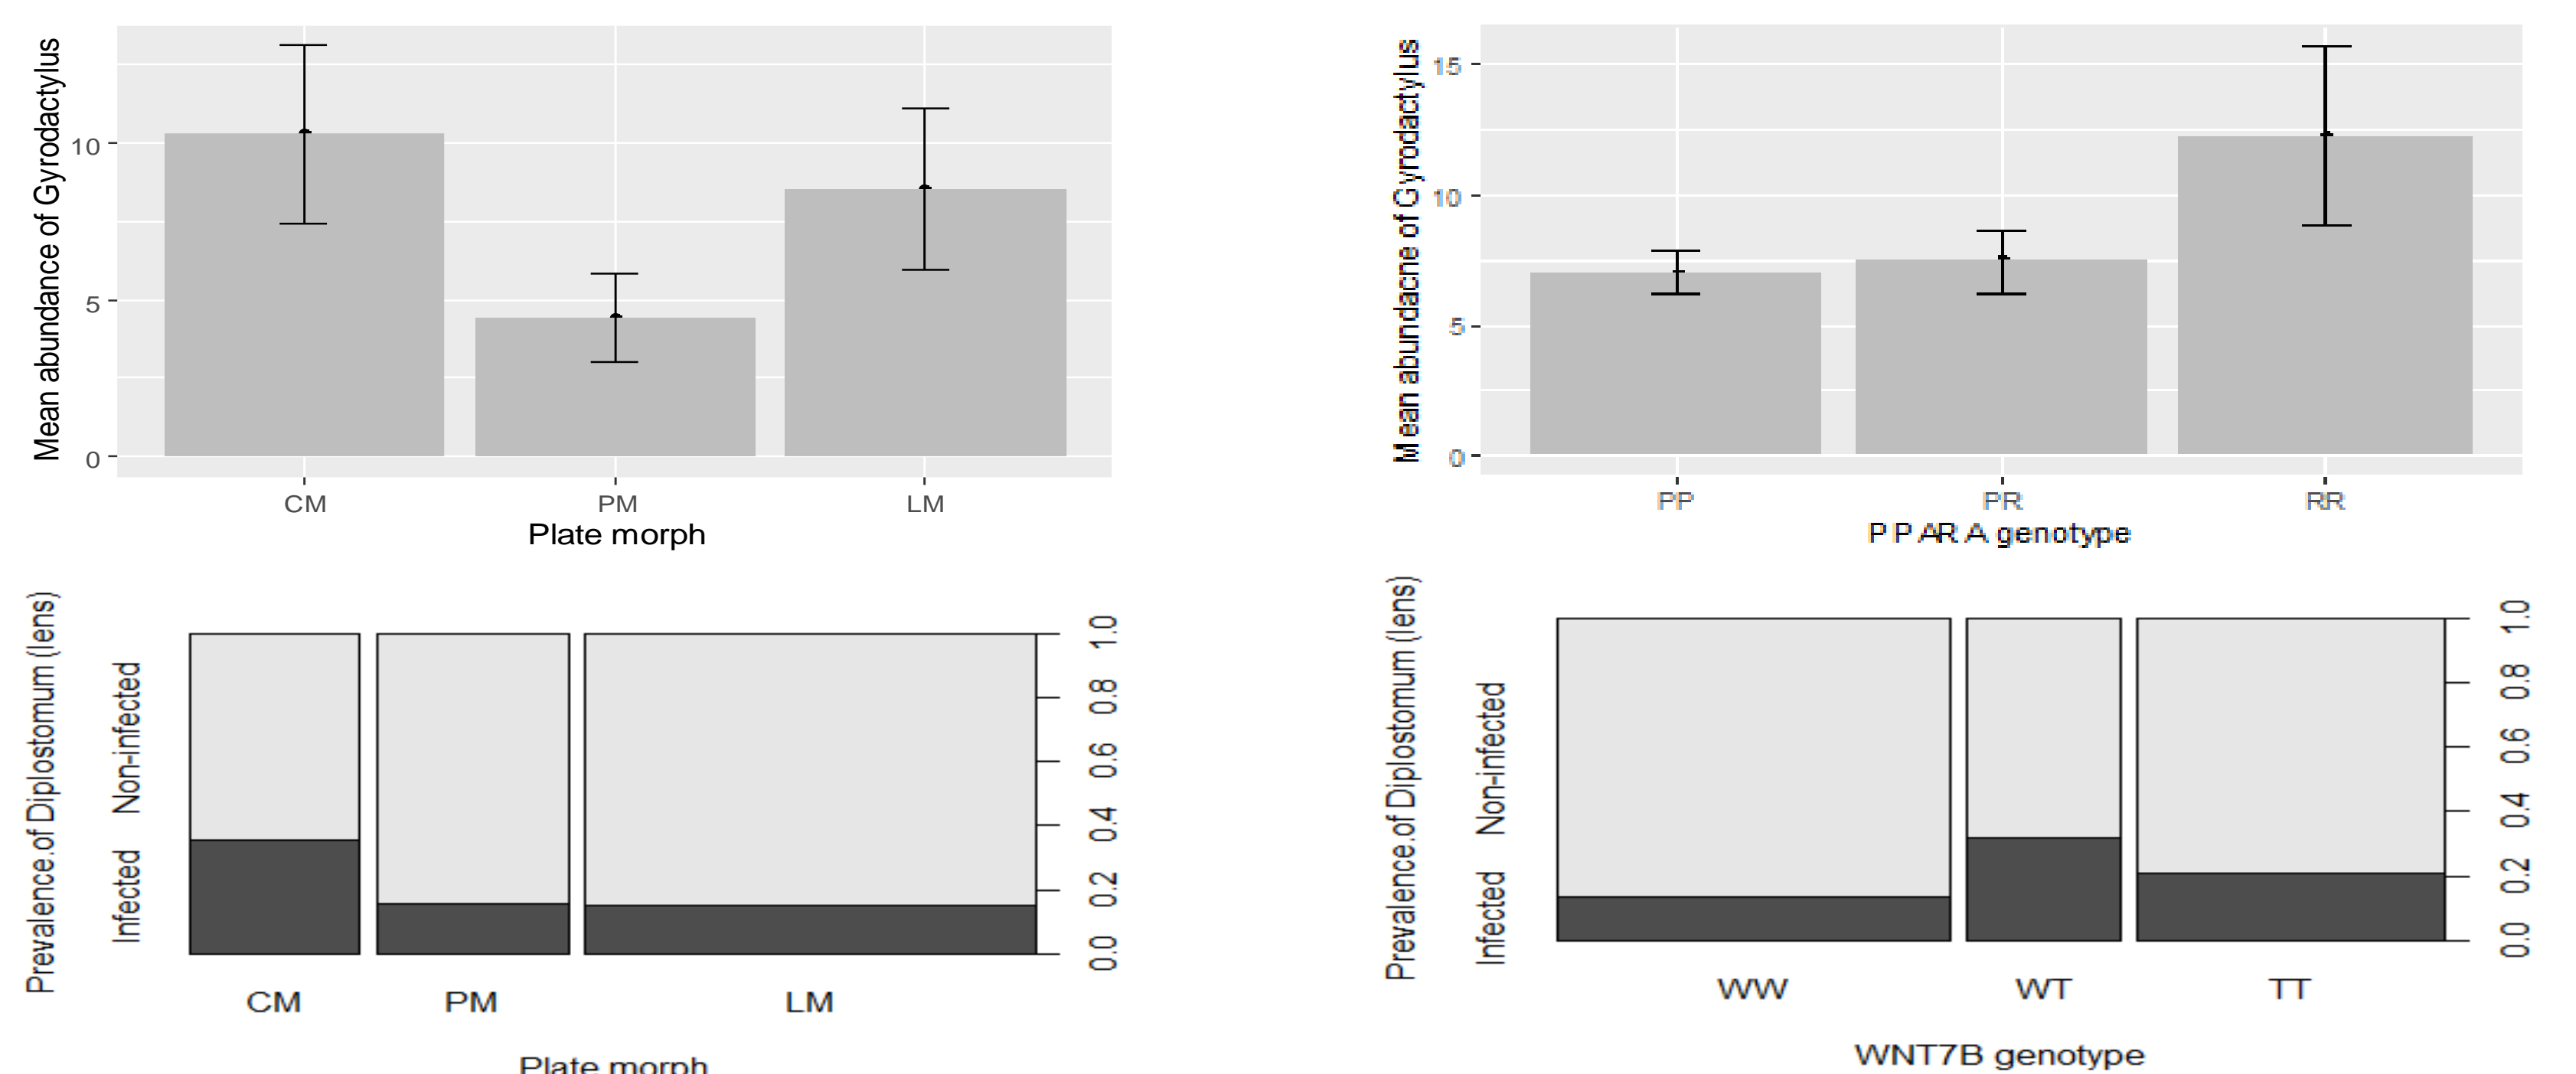 Mean abundance of Gyrodactylus
10
5
0
CM PM LM
Plate morph
Mean abundacne of Gyrodactylus
15
10
5
0
PP PR RR
PPARA genotype
Prevalence.of Diplostomum (lens)
Infected Non-infected
0.0 0.2 0.4 0.6 0.8 1.0
CM PM LM
Plate morph
Prevalence.of Diplostomum (lens)
Infected Non-infected
0.0 0.2 0.4 0.6 0.8 1.0
WW WT TT
WNT7B genotype